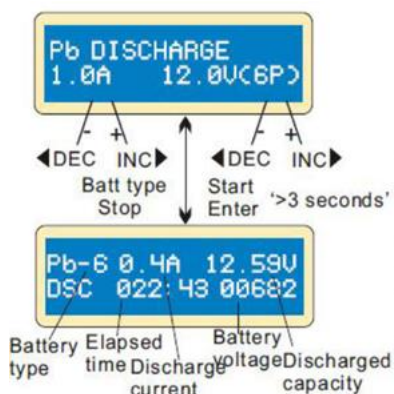 Pb DISCHARGE
1.0A 12.0V(6P)
- + - +
◀DEC INC▶ ◀DEC INC▶
Batt type Start '>3 seconds'
Stop Enter
Pb-6 0.4A 12.59V
DSC 022:43 00682
Battery type
Elapsed time
Discharge current
Battery voltage
Discharged capacity